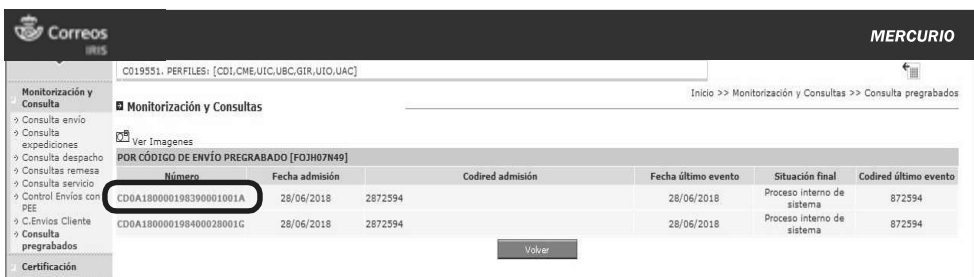 Correos
IRIS
MERCURIO
C019551. PERFILES: [CDI,CME,UIC,UBC,GIR,UIO,UAC]
Inicio >> Monitorización y Consultas >> Consulta pregrabados
Monitorización y
Consulta
Consulta envío
Consulta
expediciones
Consulta despacho
Consultas remesa
Consulta servicio
Control Envíos con
PEE
C.Envios Cliente
Consulta
pregrabados
Certificación
Monitorización y Consultas
Ver Imagenes
POR CÓDIGO DE ENVÍO PREGRABADO [FOJH07N49]
Número Fecha admisión Codired admisión Fecha último evento Situación final Codired último evento
CD0A180000198390001001A 28/06/2018 2872594 28/06/2018 Proceso interno de sistema 872594
CD0A180000198400028001G 28/06/2018 2872594 28/06/2018 Proceso interno de sistema 872594
Volver